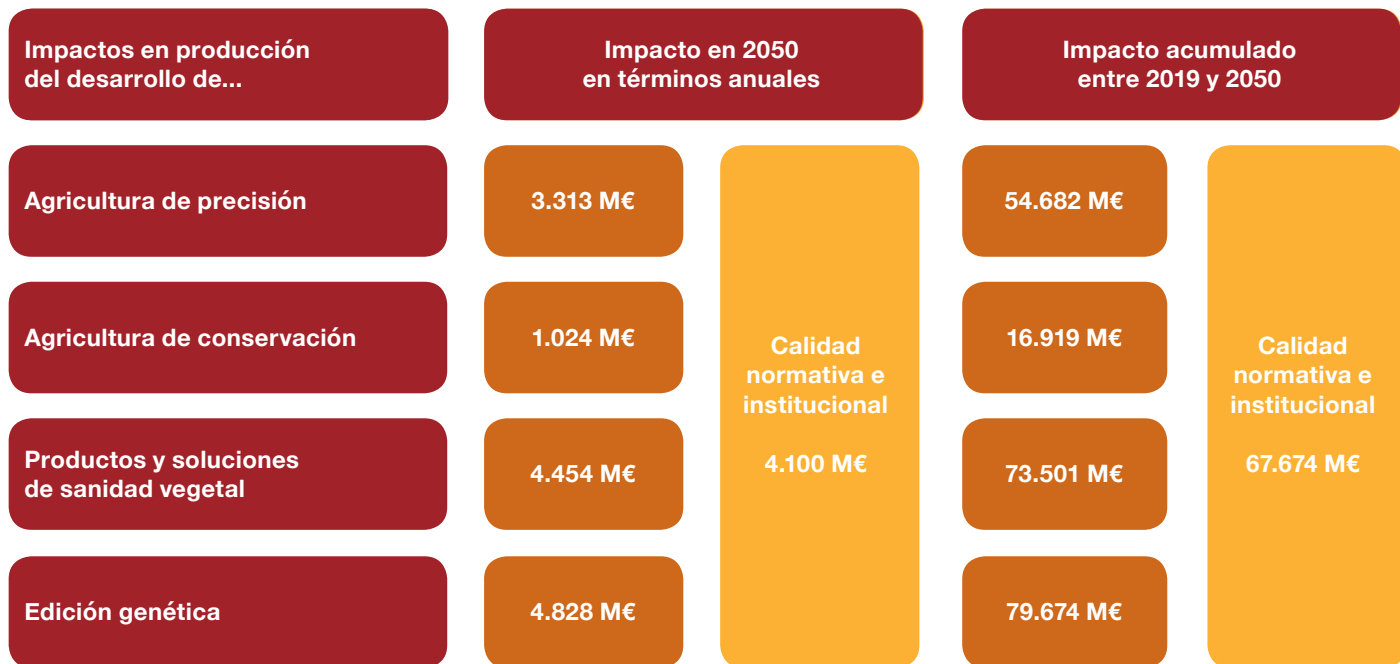 Impactos en producción
del desarrollo de...
Impacto en 2050
en términos anuales
Impacto acumulado
entre 2019 y 2050
Agricultura de precisión
3.313 M€
54.682 M€
Agricultura de conservación
1.024 M€
16.919 M€
Calidad
normativa e
institucional
4.100 M€
Calidad
normativa e
institucional
67.674 M€
Productos y soluciones
de sanidad vegetal
4.454 M€
73.501 M€
Edición genética
4.828 M€
79.674 M€